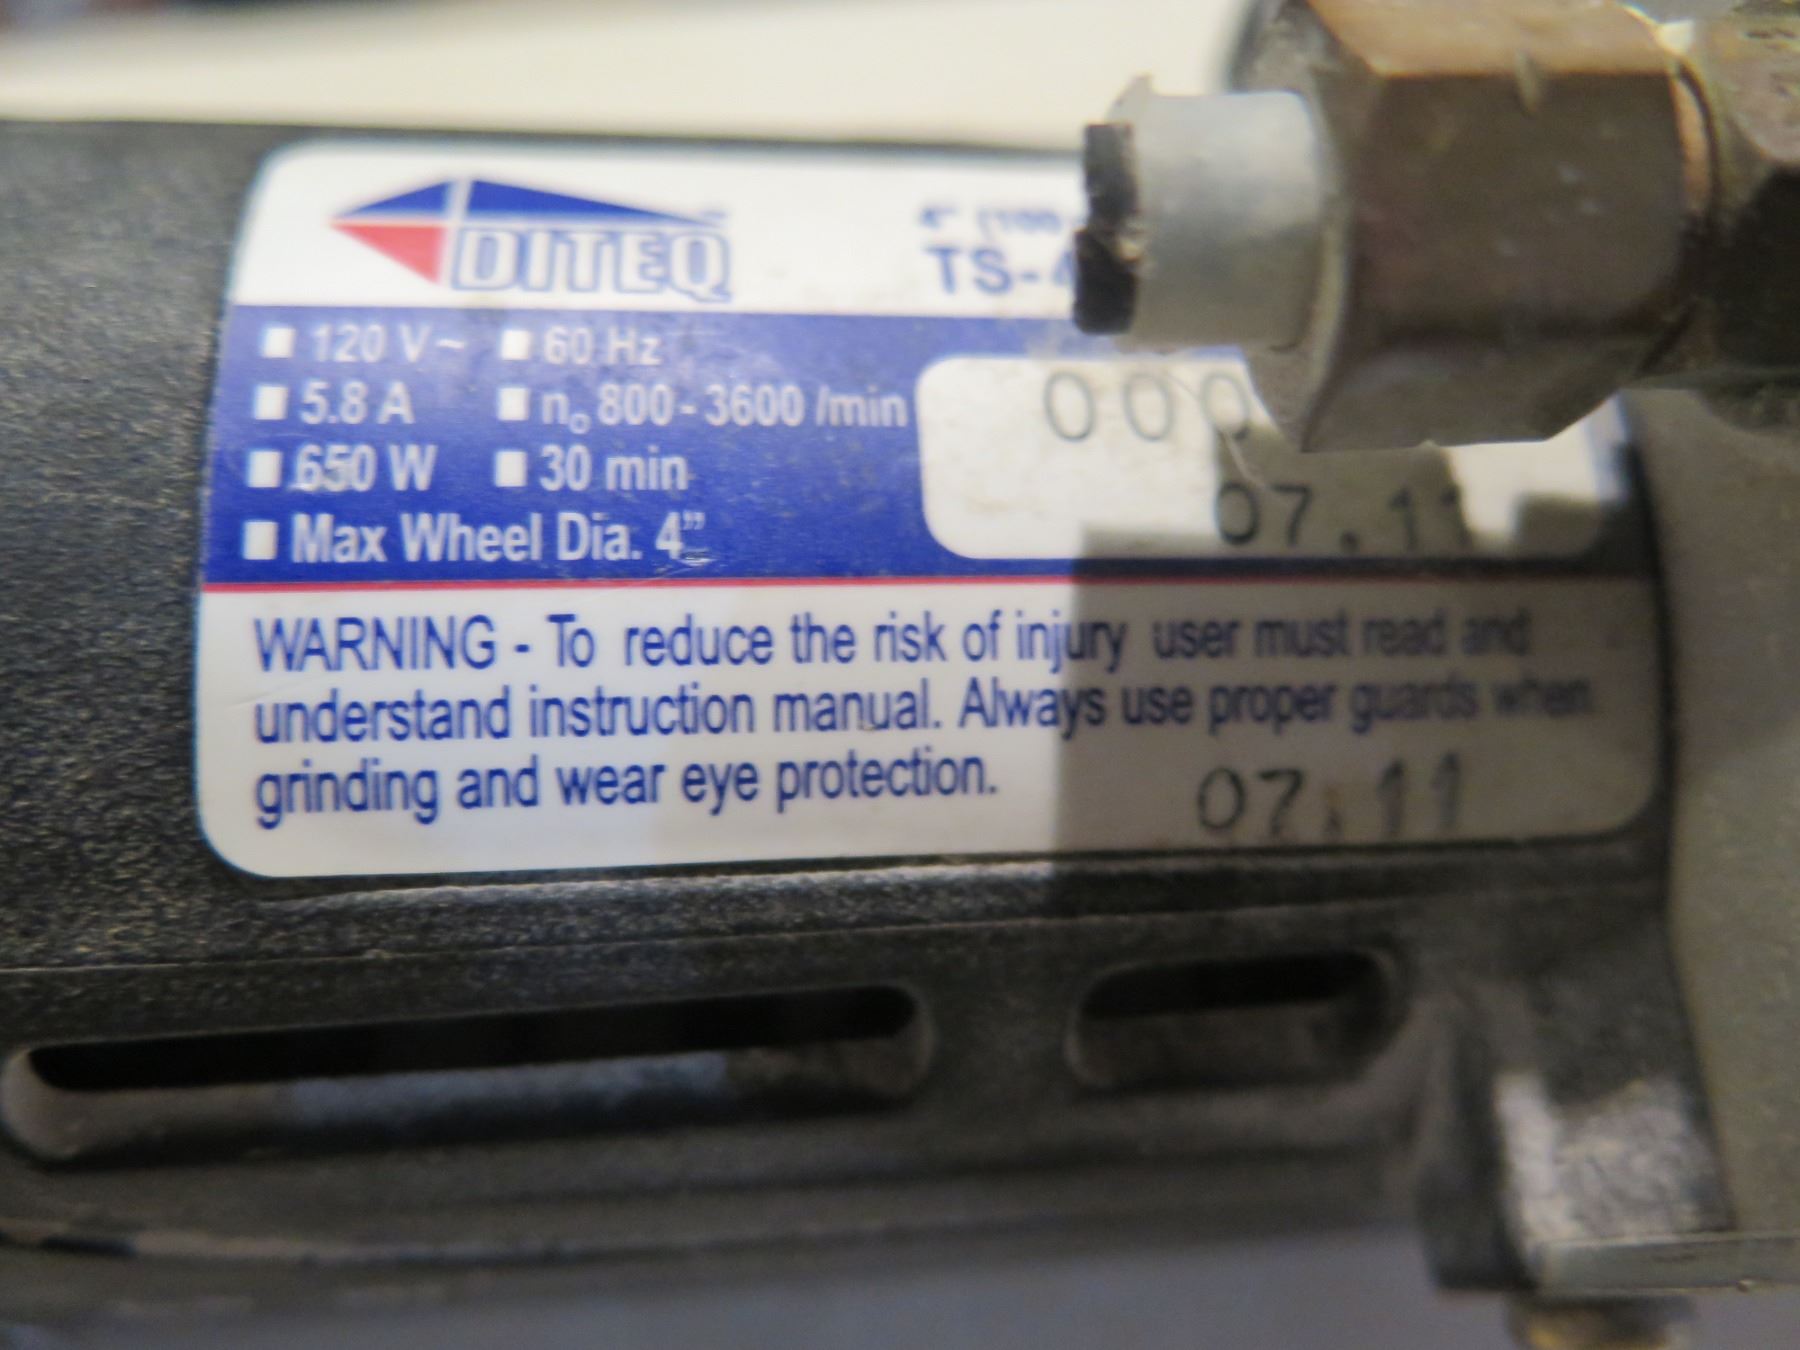 DITEQ
4" (100
TS-4
120 V~ 60 Hz
5.8 A n₀ 800 - 3600 /min
650 W 30 min
Max Wheel Dia. 4"
000
07.11
WARNING - To reduce the risk of injury user must read and
understand instruction manual. Always use proper guards when
grinding and wear eye protection.
07.11